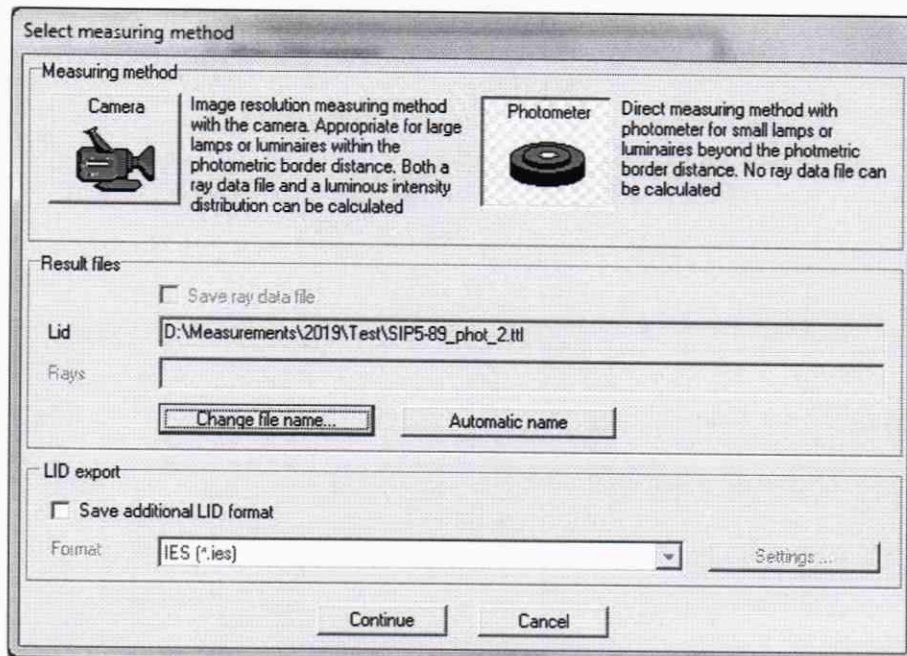 Select measuring method
Measuring method
Camera
Image resolution measuring method
with the camera. Appropriate for large
lamps or luminaires within the
photometric border distance. Both a
ray data file and a luminous intensity
distribution can be calculated
Photometer
Direct measuring method with
photometer for small lamps or
luminaires beyond the photmetric
border distance. No ray data file can
be calculated
Result files
Save ray data file
Lid
D:\Measurements\2019\Test\SIP5-89_phot_2.ttl
Rays
Change file name...
Automatic name
LID export
Save additional LID format
Format
IES (*.ies)
Settings ...
Continue
Cancel